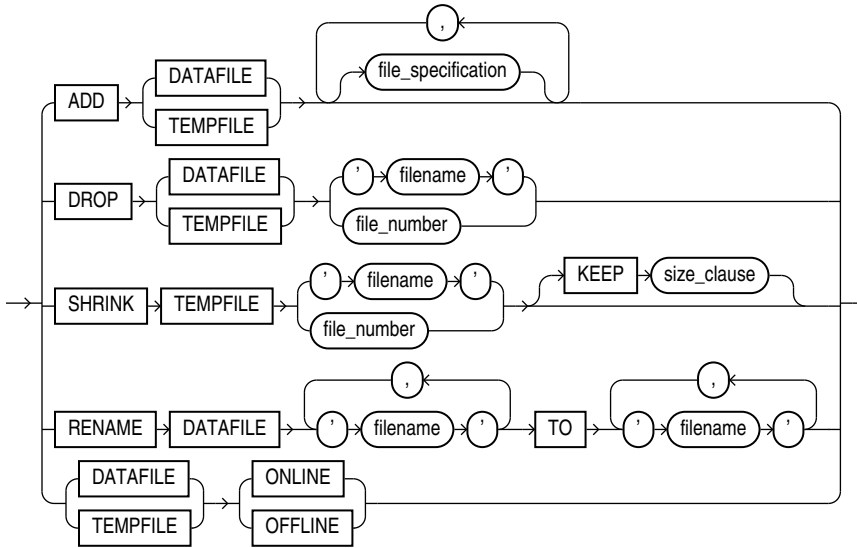 ,
DATAFILE file_specification
ADD
TEMPFILE
DATAFILE ' filename '
DROP
TEMPFILE file_number
' filename ' KEEP size_clause
SHRINK TEMPFILE
file_number
, ,
RENAME DATAFILE ' filename ' TO ' filename '
DATAFILE ONLINE
TEMPFILE OFFLINE